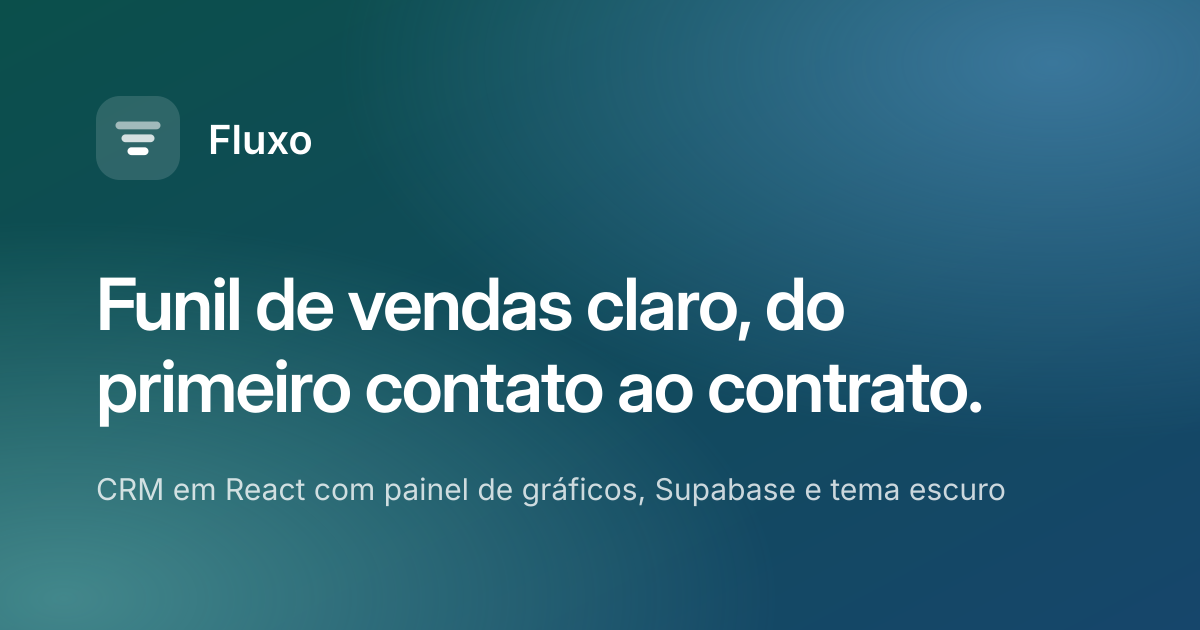 Fluxo
Funil de vendas claro, do
primeiro contato ao contrato.
CRM em React com painel de gráficos, Supabase e tema escuro